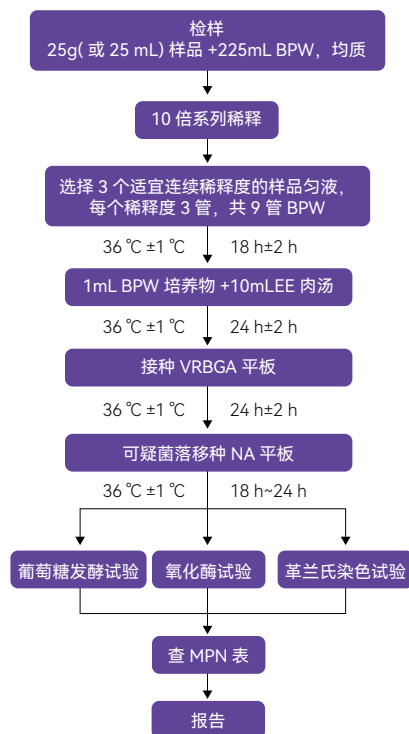 检样
25g( 或 25 mL) 样品 +225mL BPW，均质
10 倍系列稀释
选择 3 个适宜连续稀释度的样品匀液，
每个稀释度 3 管，共 9 管 BPW
36 ℃ ±1 ℃ 18 h±2 h
1mL BPW 培养物 +10mLEE 肉汤
36 ℃ ±1 ℃ 24 h±2 h
接种 VRBGA 平板
36 ℃ ±1 ℃ 24 h±2 h
可疑菌落移种 NA 平板
36 ℃ ±1 ℃ 18 h~24 h
葡萄糖发酵试验 氧化酶试验 革兰氏染色试验
查 MPN 表
报告